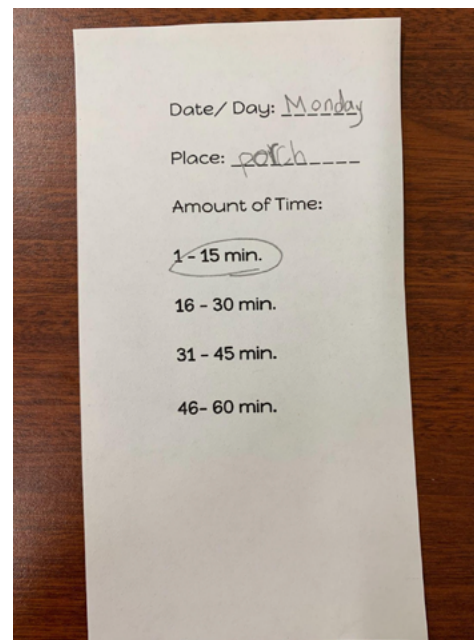 Date/ Day: Monday
Place: porch
Amount of Time:
1 - 15 min.
16 - 30 min.
31 - 45 min.
46- 60 min.